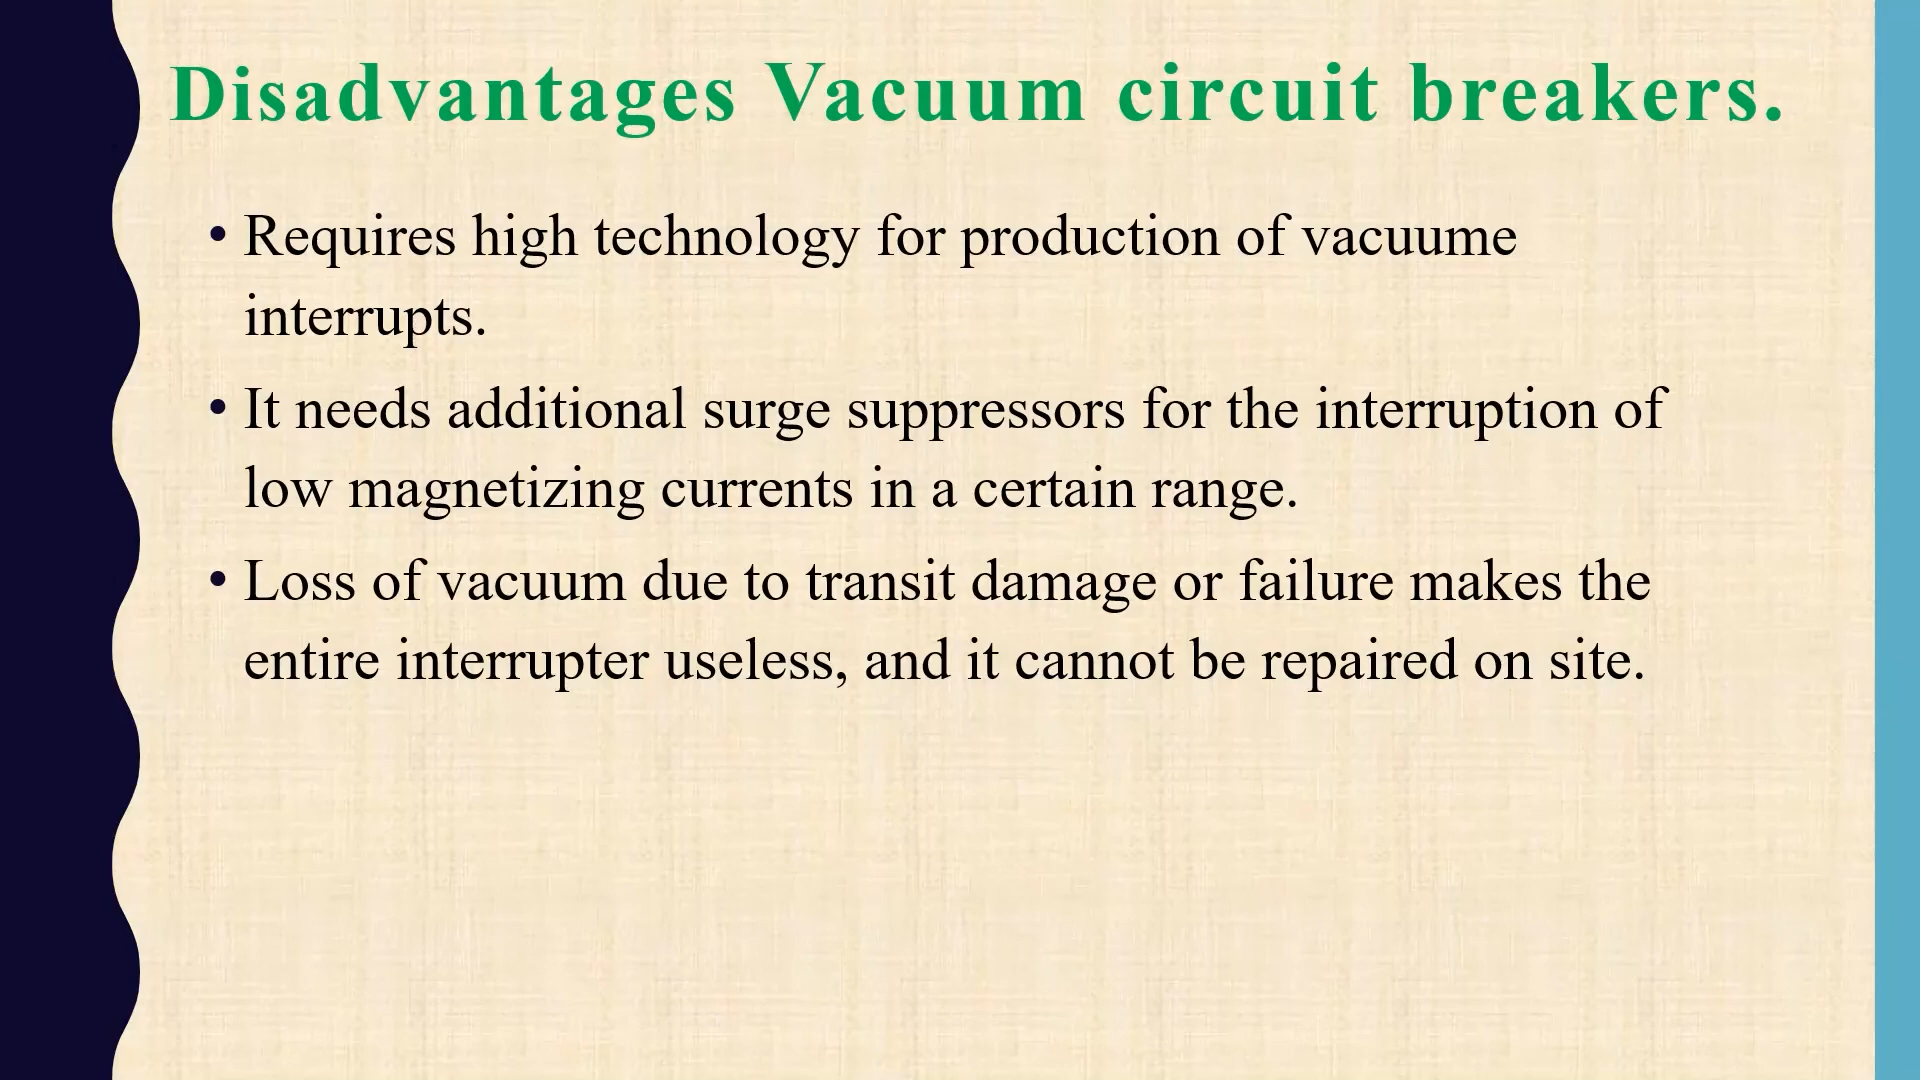 Disadvantages Vacuum circuit breakers.
• Requires high technology for production of vacuume
interrupts.
• It needs additional surge suppressors for the interruption of
low magnetizing currents in a certain range.
• Loss of vacuum due to transit damage or failure makes the
entire interrupter useless, and it cannot be repaired on site.